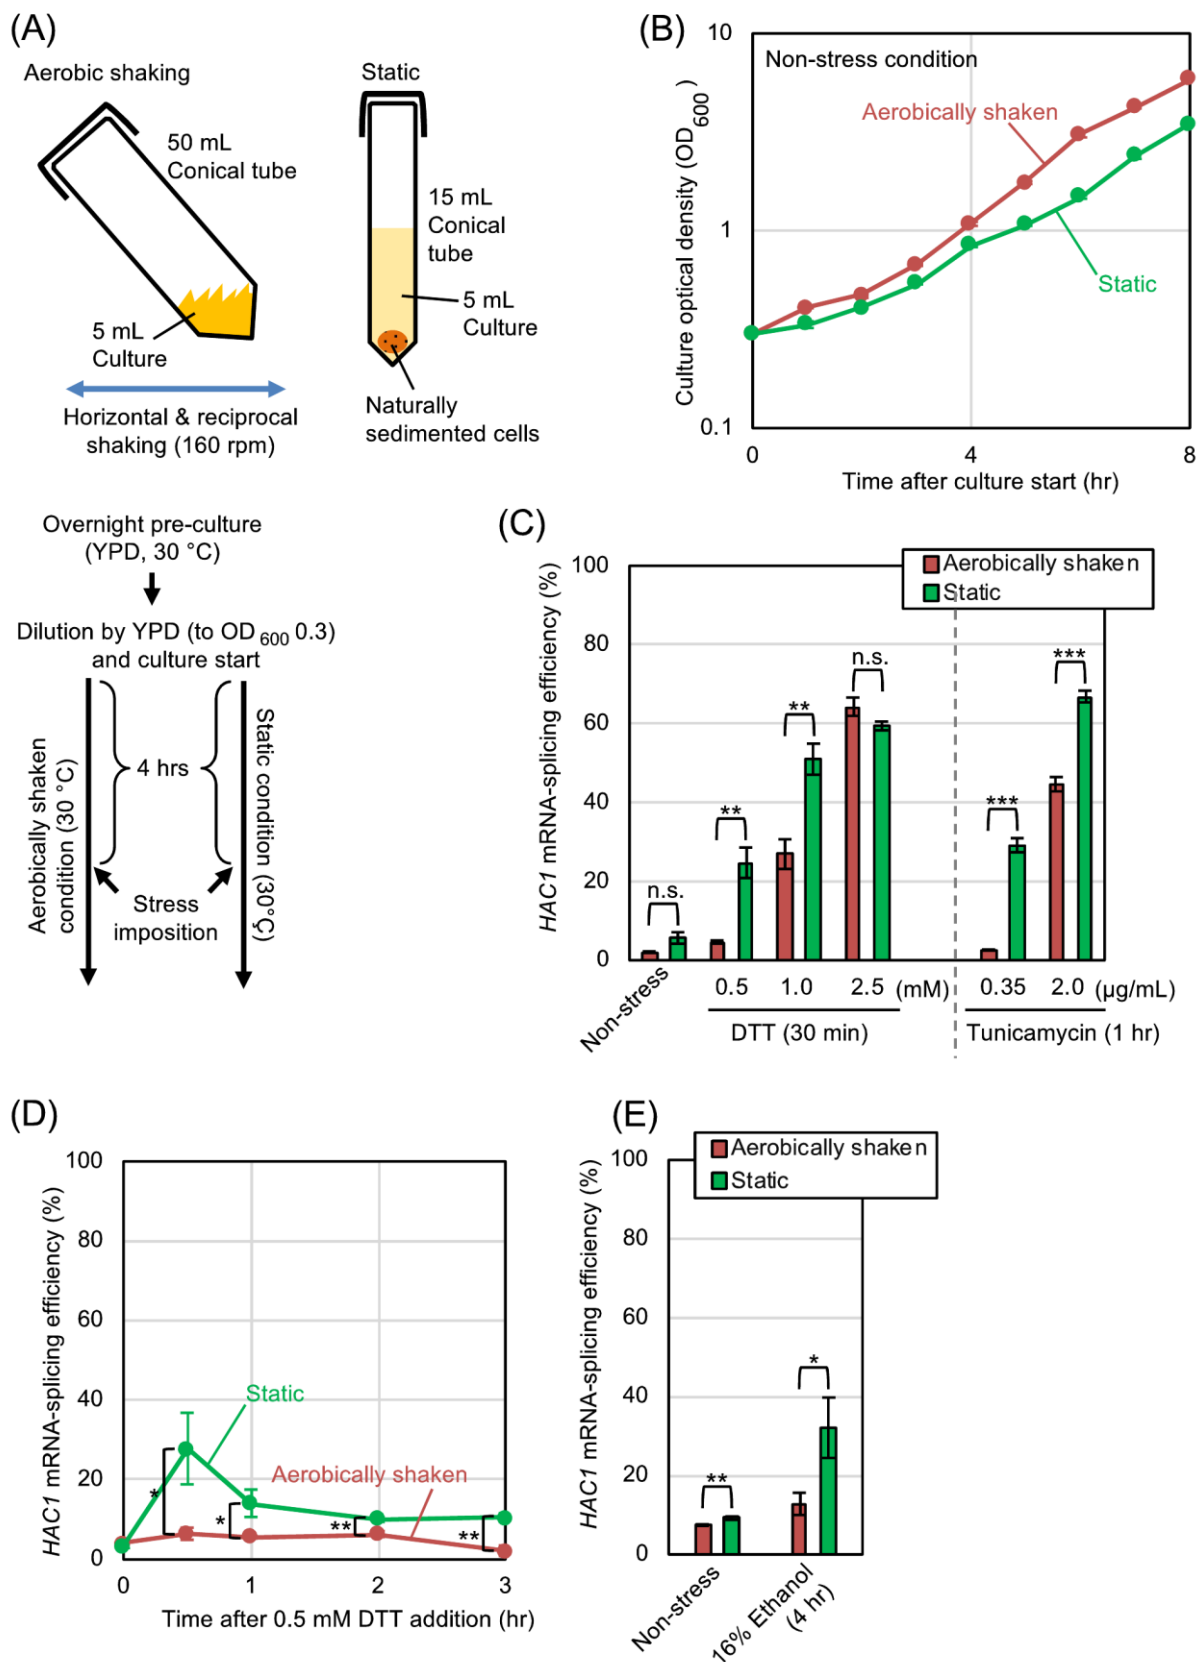 (A)
Aerobic shaking
Static
50 mL
Conical tube
15 mL
Conical
tube
5 mL
Culture
5 mL
Culture
Horizontal & reciprocal
shaking (160 rpm)
Naturally
sedimented cells
Overnight pre-culture
(YPD, 30 °C)
Dilution by YPD (to OD600 0.3)
and culture start
Aerobically shaken
condition (30 °C)
4 hrs
Static condition (30°C)
Stress
imposition
(B)
Non-stress condition
Aerobically shaken
Static
Culture optical density (OD600)
10
1
0.1
0
4
8
Time after culture start (hr)
(C)
Aerobically shaken
Static
HAC1 mRNA-splicing efficiency (%)
100
80
60
40
20
0
n.s.
**
**
n.s.
***
***
Non-stress
0.5
1.0
2.5
(mM)
0.35
2.0
(µg/mL)
DTT (30 min)
Tunicamycin (1 hr)
(D)
HAC1 mRNA-splicing efficiency (%)
100
80
60
40
20
0
Static
Aerobically shaken
*
*
**
**
0
1
2
3
Time after 0.5 mM DTT addition (hr)
(E)
Aerobically shaken
Static
HAC1 mRNA-splicing efficiency (%)
100
80
60
40
20
0
**
*
Non-stress
16% Ethanol
(4 hr)